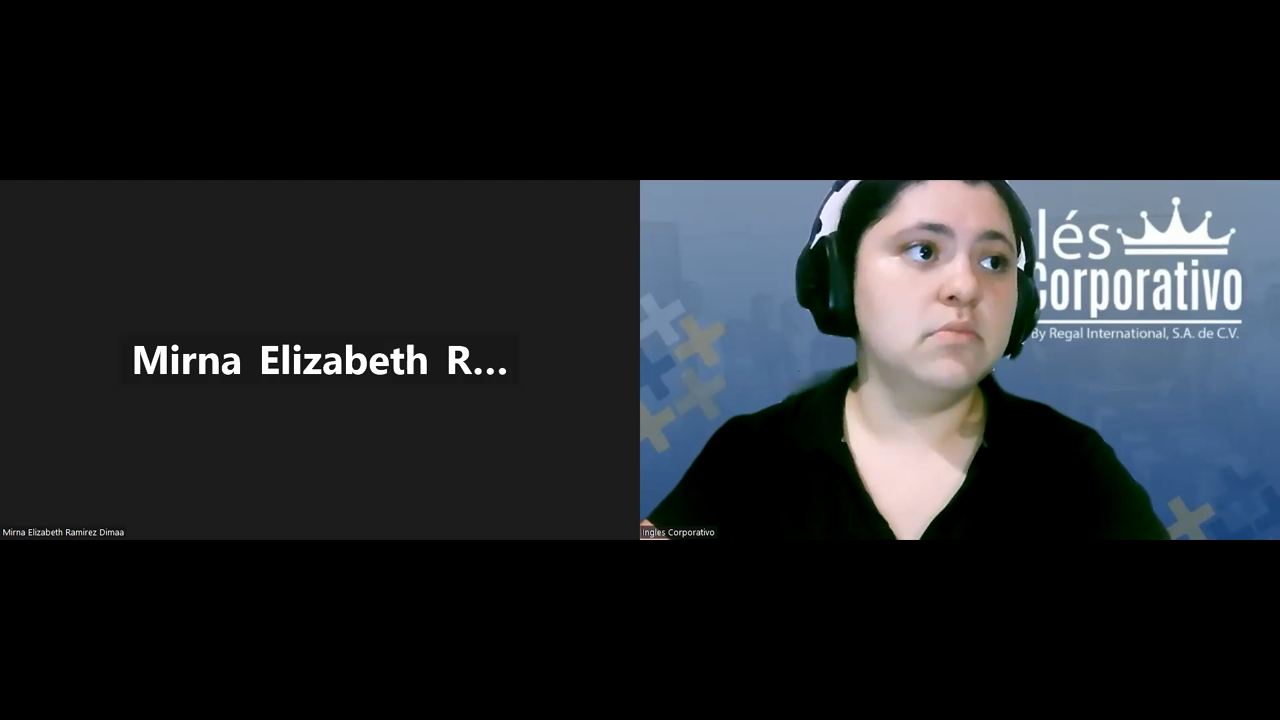 Mirna Elizabeth R...
Mirna Elizabeth Ramirez Dimaa
lés
Corporativo
By Regal International, S.A. de C.V.
Ingles Corporativo